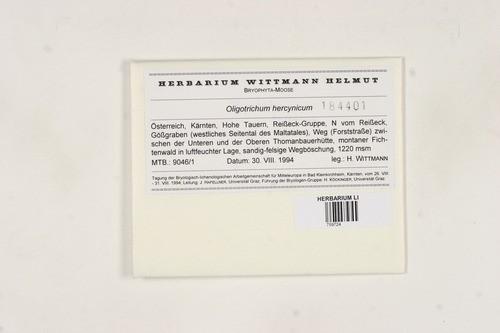 HERBARIUM WITTMANN HELMUT
BRYOPHYTA-MOOSE
Oligotrichum hercynicum 184401
Österreich, Kärnten, Hohe Tauern, Reißeck-Gruppe, N vom Reißeck,
Gößgraben (westliches Seitental des Maltatales), Weg (Forststraße) zwi-
schen der Unteren und der Oberen Thomanbauerhütte, montaner Fich-
tenwald in luftfeuchter Lage, sandig-felsige Wegböschung, 1220 msm
MTB.: 9046/1 Datum: 30. VIII. 1994 leg.: H. WITTMANN
Tagung der Bryologisch-lichenologischen Arbeitsgemeinschaft für Mitteleuropa in Bad Kleinkirchheim, Kärnten, vom 26. VIII
- 31. VIII. 1994; Leitung: J. HAFELLNER, Universität Graz; Führung der Bryologen-Gruppe: H. KÖCKINGER, Universität Graz.
HERBARIUM LI
759724